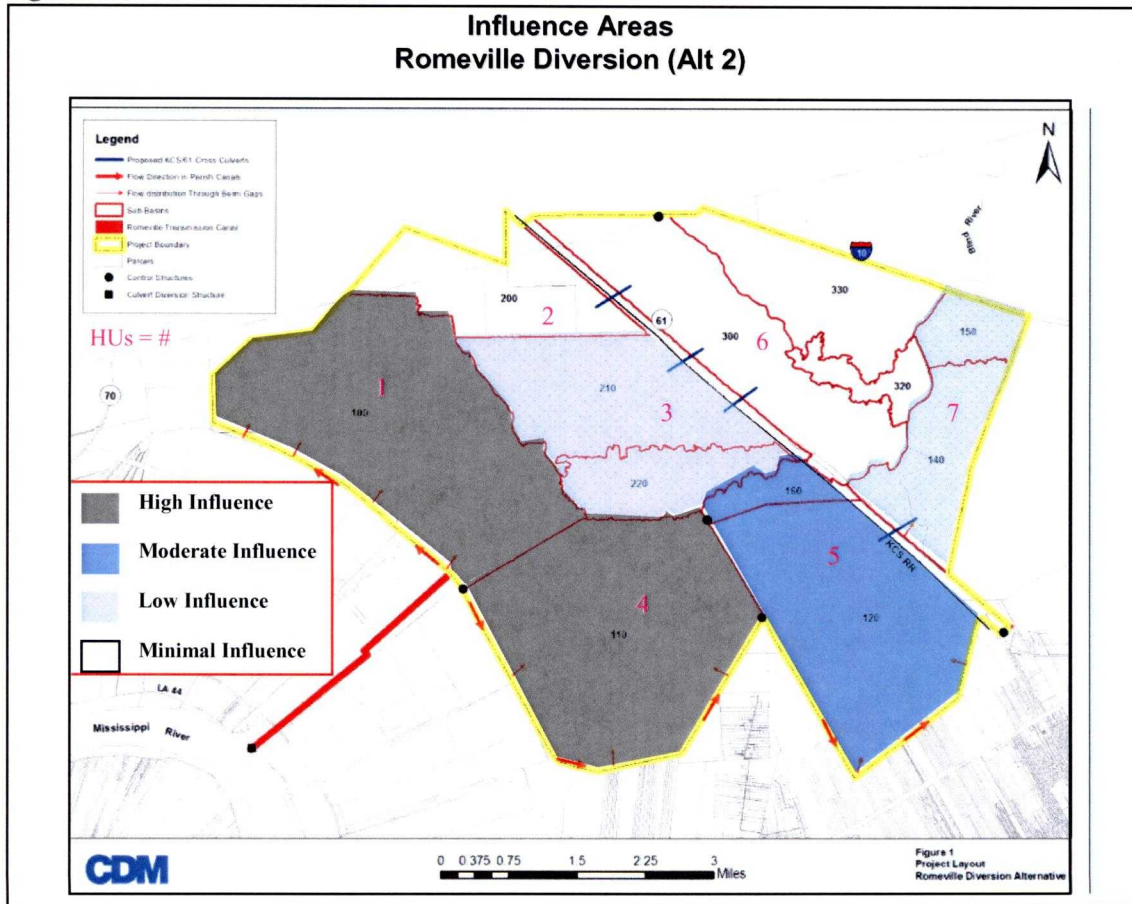 Influence Areas
Romeville Diversion (Alt 2)
Legend
Proposed KCS/61 Cross Culverts
Flow Direction in Parish Canals
Flow distribution Through Berm Gaps
Sub-Basins
Romeville Transmission Canal
Project Boundary
Parcels
Control Structures
Culvert Diversion Structure
N
Blind River
10
330
200
2
HUs = #
61
300
6
150
70
1
100
210
3
320
7
140
220
160
High Influence
Moderate Influence
Low Influence
Minimal Influence
5
KCS RR
4
110
120
LA 44
Mississippi River
CDM
0 0.375 0.75 1.5 2.25 3
Miles
Figure 1
Project Layout
Romeville Diversion Alternative